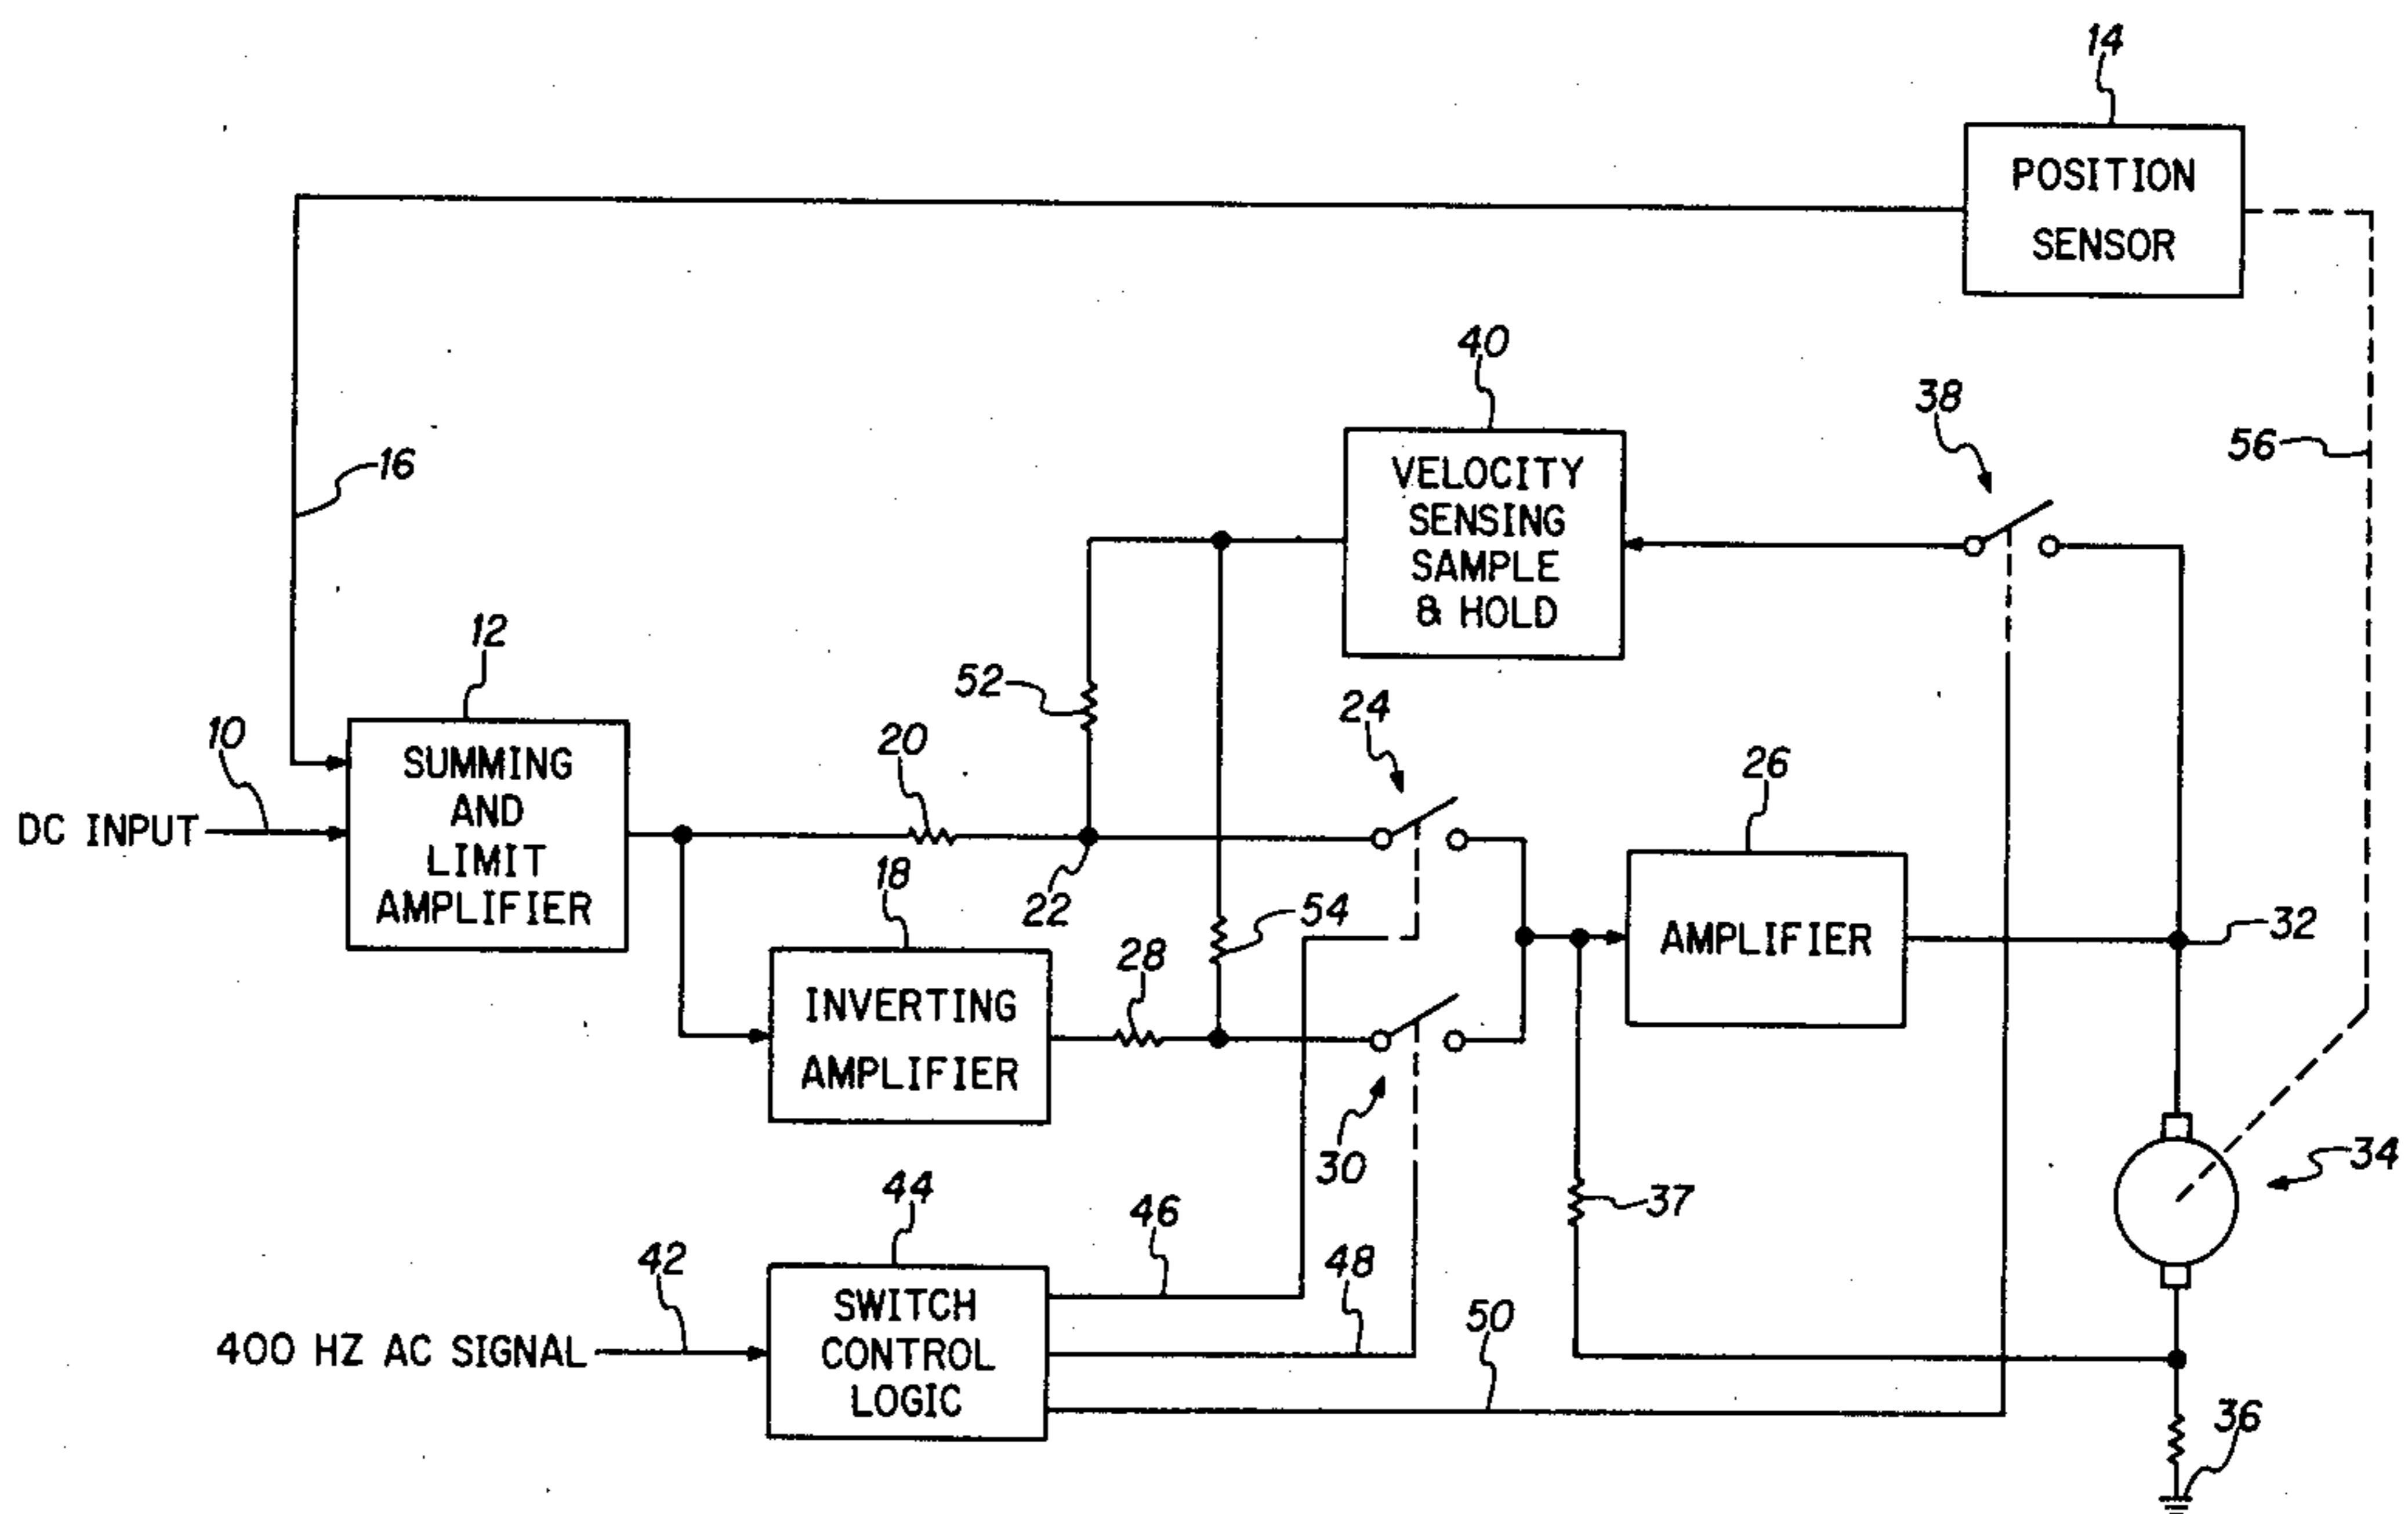 14
POSITION
SENSOR
40
38
56
16
VELOCITY
SENSING
SAMPLE
& HOLD
12
52
24
10
20
26
SUMMING
AND
LIMIT
AMPLIFIER
DC INPUT
18
22
54
32
28
AMPLIFIER
INVERTING
AMPLIFIER
30
34
44
46
37
42
48
50
SWITCH
CONTROL
LOGIC
400 HZ AC SIGNAL
36